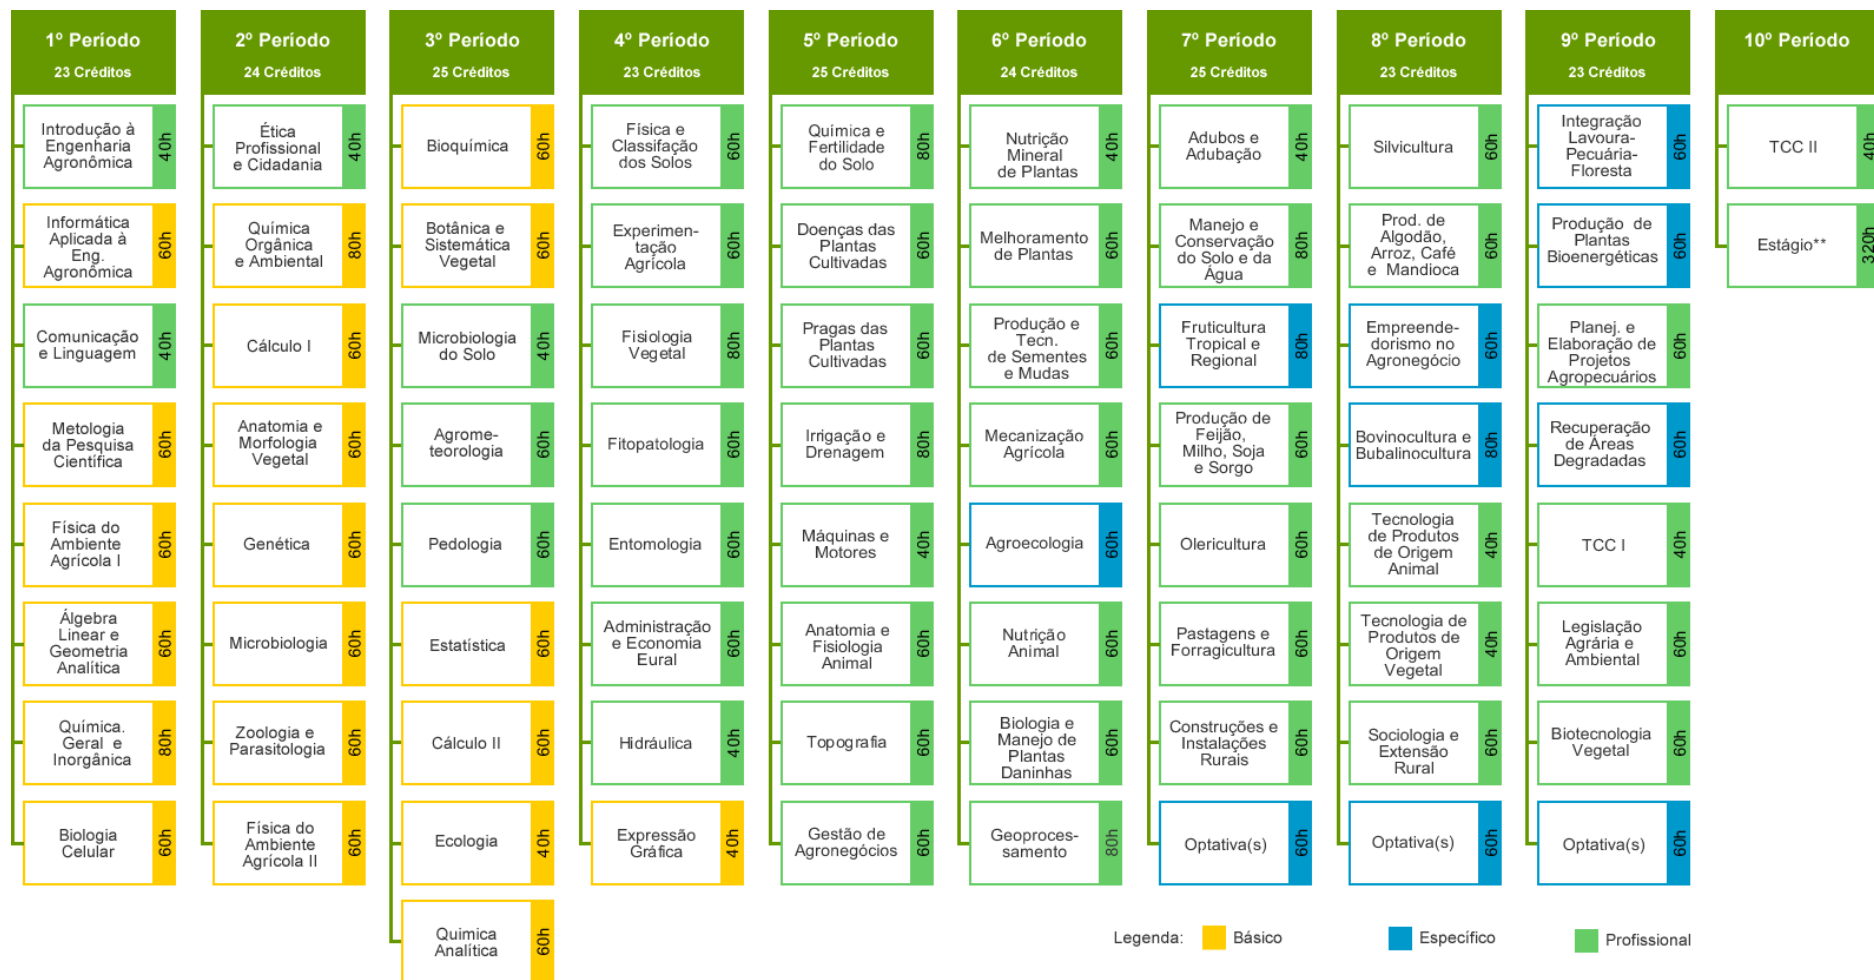 1º Período
23 Créditos
Introdução à
Engenharia
Agronômica
40h
Informática
Aplicada à
Eng.
Agronômica
60h
Comunicação
e Linguagem
40h
Metologia
da Pesquisa
Científica
60h
Física do
Ambiente
Agrícola I
60h
Álgebra
Linear e
Geometria
Analítica
60h
Química.
Geral e
Inorgânica
80h
Biologia
Celular
60h
2º Período
24 Créditos
Ética
Profissional
e Cidadania
40h
Química
Orgânica
e Ambiental
80h
Cálculo I
60h
Anatomia e
Morfologia
Vegetal
60h
Genética
60h
Microbiologia
60h
Zoologia e
Parasitologia
60h
Física do
Ambiente
Agrícola II
60h
3º Período
25 Créditos
Bioquímica
60h
Botânica e
Sistemática
Vegetal
60h
Microbiologia
do Solo
40h
Agrome-
teorologia
60h
Pedologia
60h
Estatística
60h
Cálculo II
60h
Ecologia
40h
Quimica
Analítica
60h
4º Período
23 Créditos
Física e
Classifação
dos Solos
60h
Experimen-
tação
Agrícola
60h
Fisiologia
Vegetal
80h
Fitopatologia
60h
Entomologia
60h
Administração
e Economia
Eural
60h
Hidráulica
40h
Expressão
Gráfica
40h
5º Período
25 Créditos
Química e
Fertilidade
do Solo
80h
Doenças das
Plantas
Cultivadas
60h
Pragas das
Plantas
Cultivadas
60h
Irrigação e
Drenagem
80h
Máquinas e
Motores
40h
Anatomia e
Fisiologia
Animal
60h
Topografia
60h
Gestão de
Agronegócios
60h
6º Período
24 Créditos
Nutrição
Mineral
de Plantas
40h
Melhoramento
de Plantas
60h
Produção e
Tecn.
de Sementes
e Mudas
60h
Mecanização
Agrícola
60h
Agroecologia
60h
Nutrição
Animal
60h
Biologia e
Manejo de
Plantas
Daninhas
60h
Geoproces-
samento
80h
7º Período
25 Créditos
Adubos e
Adubação
40h
Manejo e
Conservação
do Solo e da
Água
80h
Fruticultura
Tropical e
Regional
80h
Produção de
Feijão,
Milho, Soja
e Sorgo
60h
Olericultura
60h
Pastagens e
Forragicultura
60h
Construções e
Instalações
Rurais
60h
Optativa(s)
60h
8º Período
23 Créditos
Silvicultura
60h
Prod. de
Algodão,
Arroz, Café
e Mandioca
60h
Empreende-
dorismo no
Agronegócio
60h
Bovinocultura e
Bubalinocultura
80h
Tecnologia
de Produtos
de Origem
Animal
40h
Tecnologia de
Produtos de
Origem
Vegetal
40h
Sociologia e
Extensão
Rural
60h
Optativa(s)
60h
9º Período
23 Créditos
Integração
Lavoura-
Pecuária-
Floresta
60h
Produção de
Plantas
Bioenergéticas
60h
Planej. e
Elaboração de
Projetos
Agropecuários
60h
Recuperação
de Áreas
Degradadas
60h
TCC I
40h
Legislação
Agrária e
Ambiental
60h
Biotecnologia
Vegetal
60h
Optativa(s)
60h
10º Período
TCC II
40h
Estágio**
320h
Legenda:
Básico
Específico
Profissional